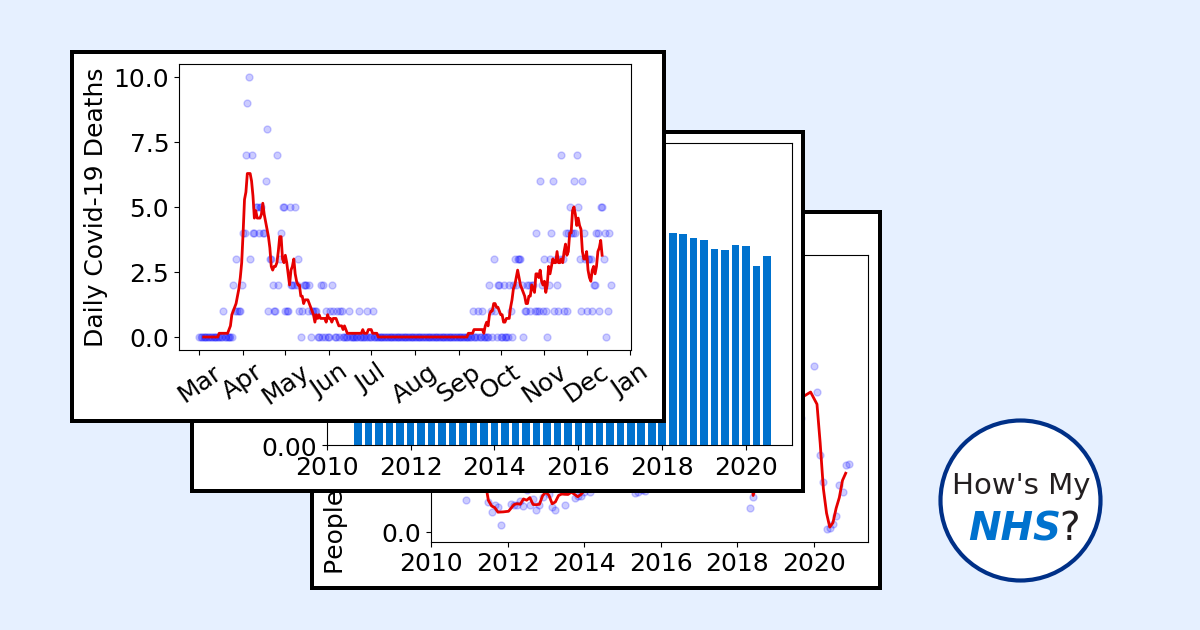 Daily Covid-19 Deaths
10.0
7.5
5.0
2.5
0.0
Mar Apr May Jun Jul Aug Sep Oct Nov Dec Jan
0.00
2010 2012 2014 2016 2018 2020
People
0.0
2010 2012 2014 2016 2018 2020
How's My
NHS?